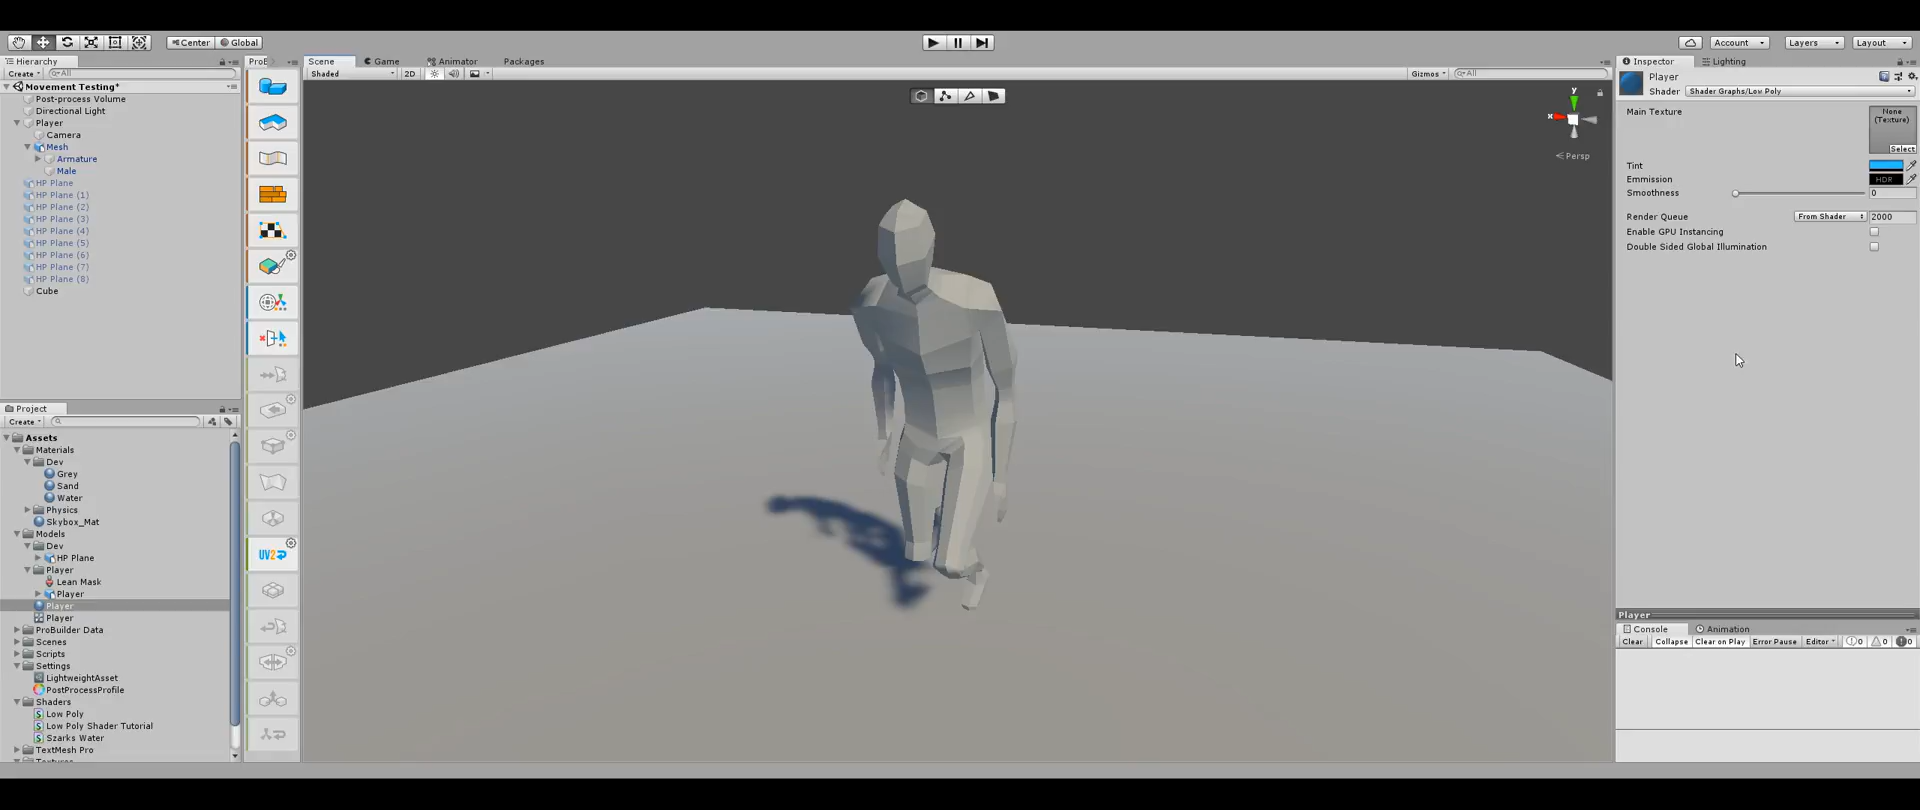 Center
Global
Account
Layers
Layout
Hierarchy
Create
All
Movement Testing*
Post-process Volume
Directional Light
Player
Camera
Mesh
Armature
Male
HP Plane
HP Plane (1)
HP Plane (2)
HP Plane (3)
HP Plane (4)
HP Plane (5)
HP Plane (6)
HP Plane (7)
HP Plane (8)
Cube
Project
Create
Assets
Materials
Dev
Grey
Sand
Water
Physics
Skybox_Mat
Models
Dev
HP Plane
Player
Lean Mask
Player
Player
Player
ProBuilder Data
Scenes
Scripts
Settings
LightweightAsset
PostProcessProfile
Shaders
Low Poly
Low Poly Shader Tutorial
Szarks Water
TextMesh Pro
ProB
UV2
Scene
Game
Animator
Packages
Shaded
2D
Gizmos
All
y
x
Persp
Inspector
Lighting
Player
Shader
Shader Graphs/Low Poly
Main Texture
None
(Texture)
Select
Tint
Emmission
HDR
Smoothness
0
Render Queue
From Shader
2000
Enable GPU Instancing
Double Sided Global Illumination
Player
Console
Animation
Clear
Collapse
Clear on Play
Error Pause
Editor
0
0
0